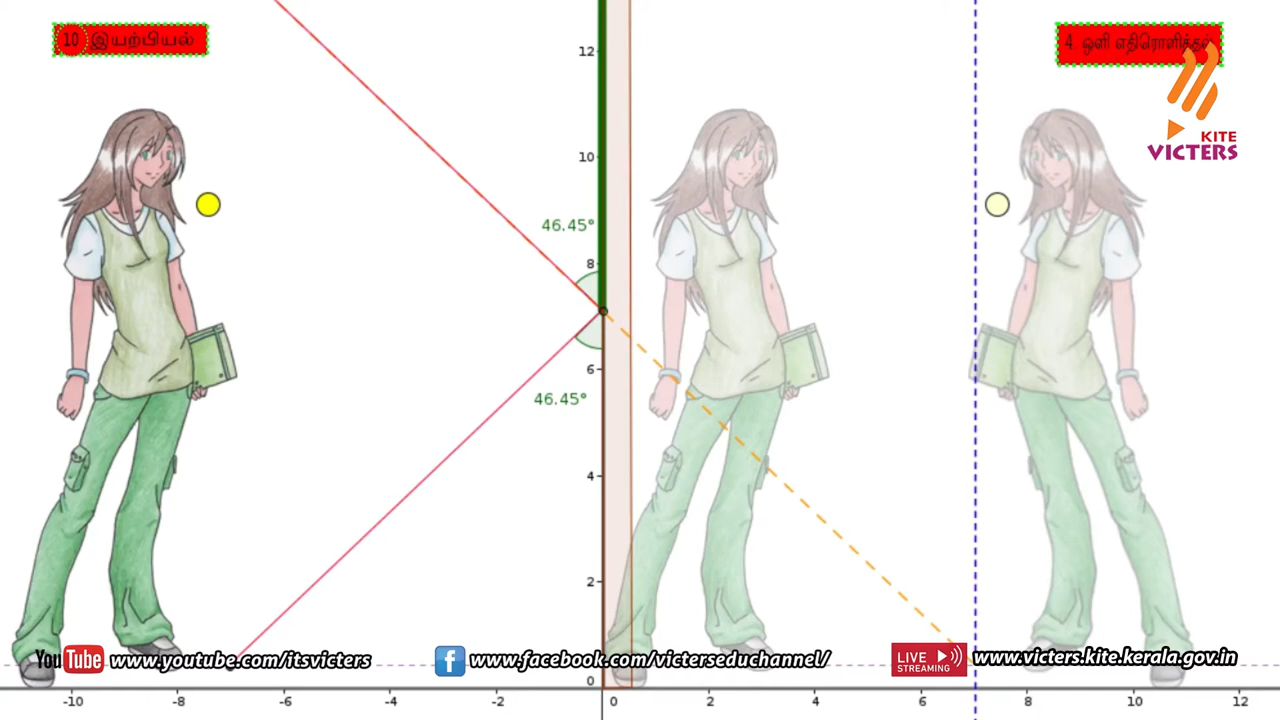 10 இயற்பியல்
4. ஒளி எதிரொளித்தல்
KITE
VICTERS
12
10
46.45°
8
6
46.45°
4
2
0
YouTube www.youtube.com/itsvicters
www.facebook.com/victerseduchannel/
LIVE STREAMING www.victers.kite.kerala.gov.in
-10 -8 -6 -4 -2 0 2 4 6 8 10 12